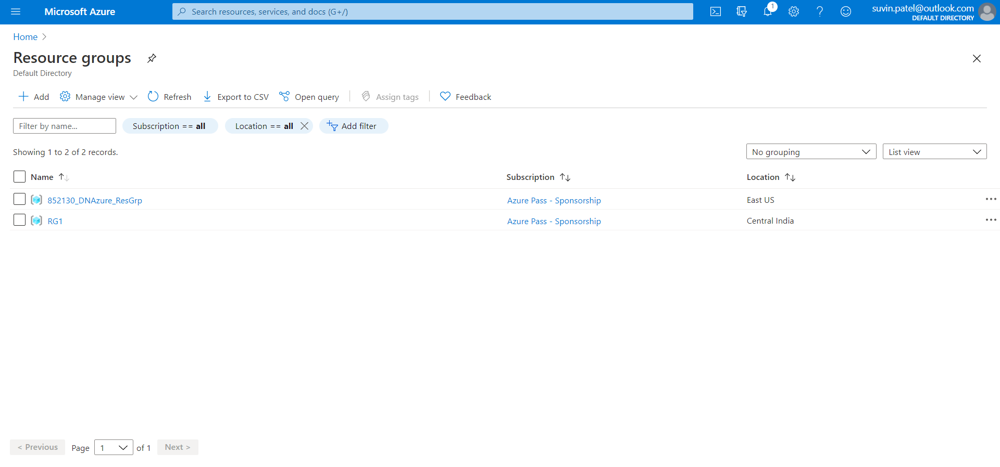 Microsoft Azure
Search resources, services, and docs (G+/)
1
suvin.patel@outlook.com
DEFAULT DIRECTORY
Home
Resource groups
Default Directory
Add
Manage view
Refresh
Export to CSV
Open query
Assign tags
Feedback
Filter by name...
Subscription == all
Location == all
Add filter
Showing 1 to 2 of 2 records.
No grouping
List view
Name
Subscription
Location
852130_DNAzure_ResGrp
Azure Pass - Sponsorship
East US
RG1
Azure Pass - Sponsorship
Central India
< Previous
Page
1
of 1
Next >